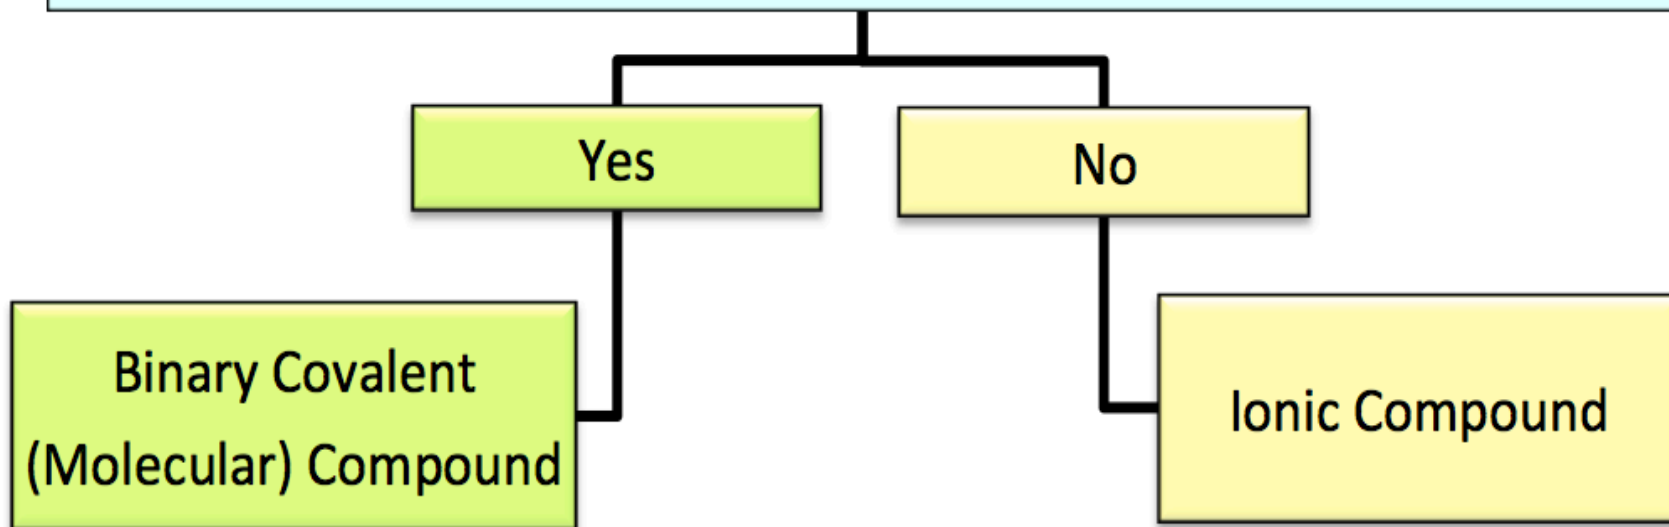 Yes
No
Binary Covalent
(Molecular) Compound
Ionic Compound